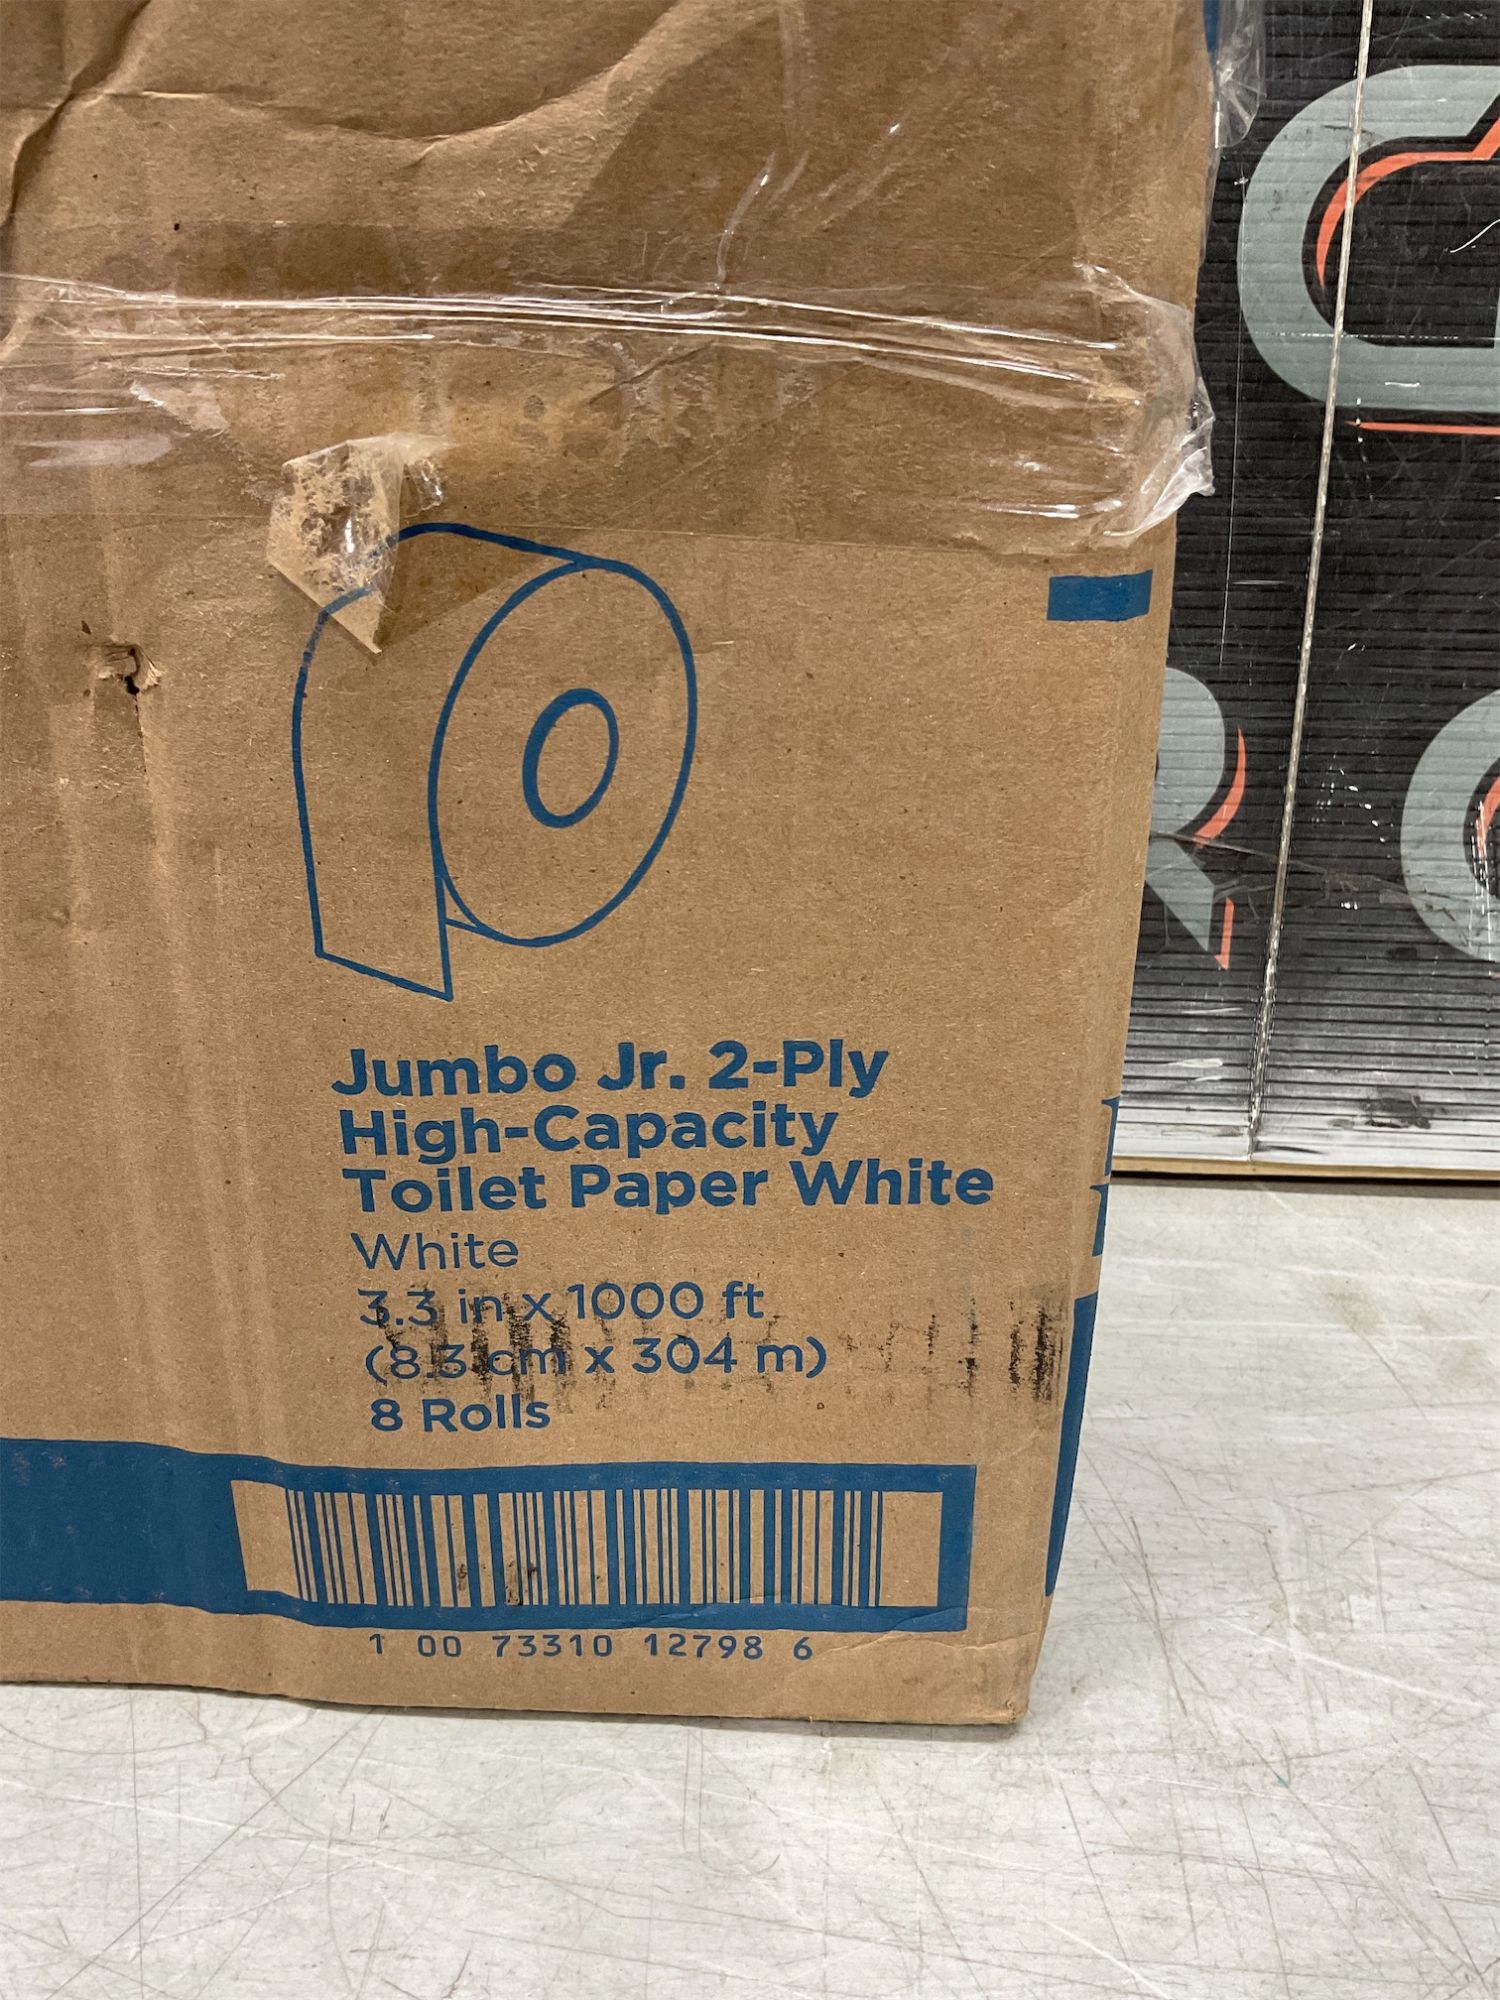 Jumbo Jr. 2-Ply
High-Capacity
Toilet Paper White
White
3.3 in x 1000 ft
(8.3 cm x 304 m)
8 Rolls
1 00 73310 12798 6